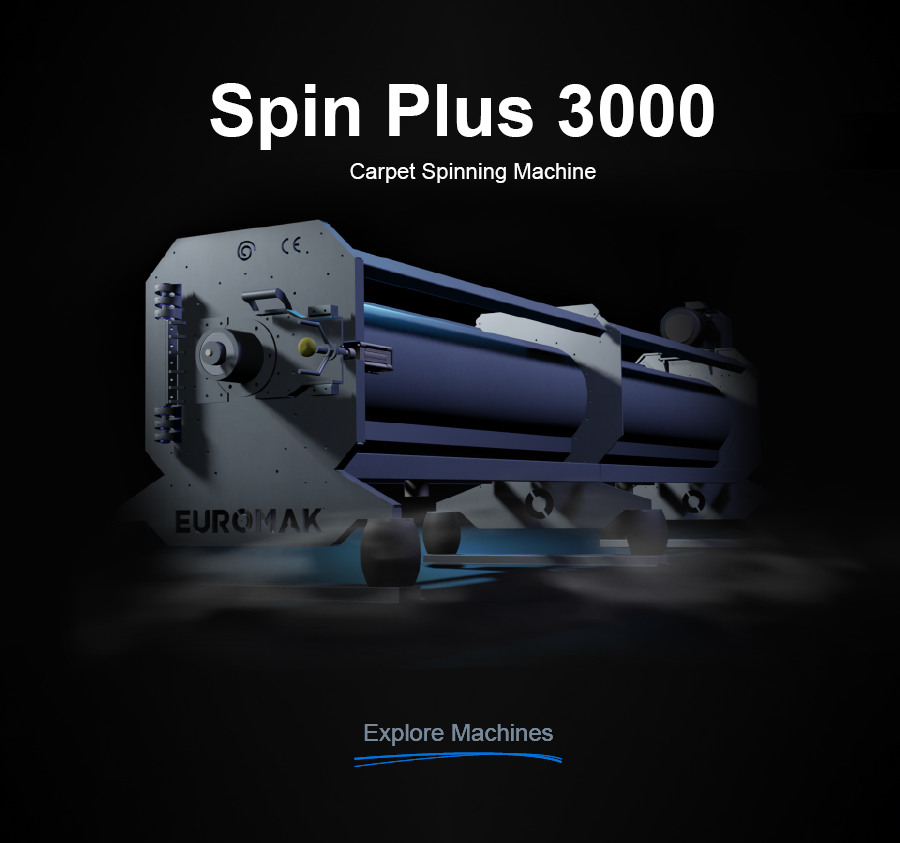 Spin Plus 3000
Carpet Spinning Machine
CE
EUROMAK
Explore Machines